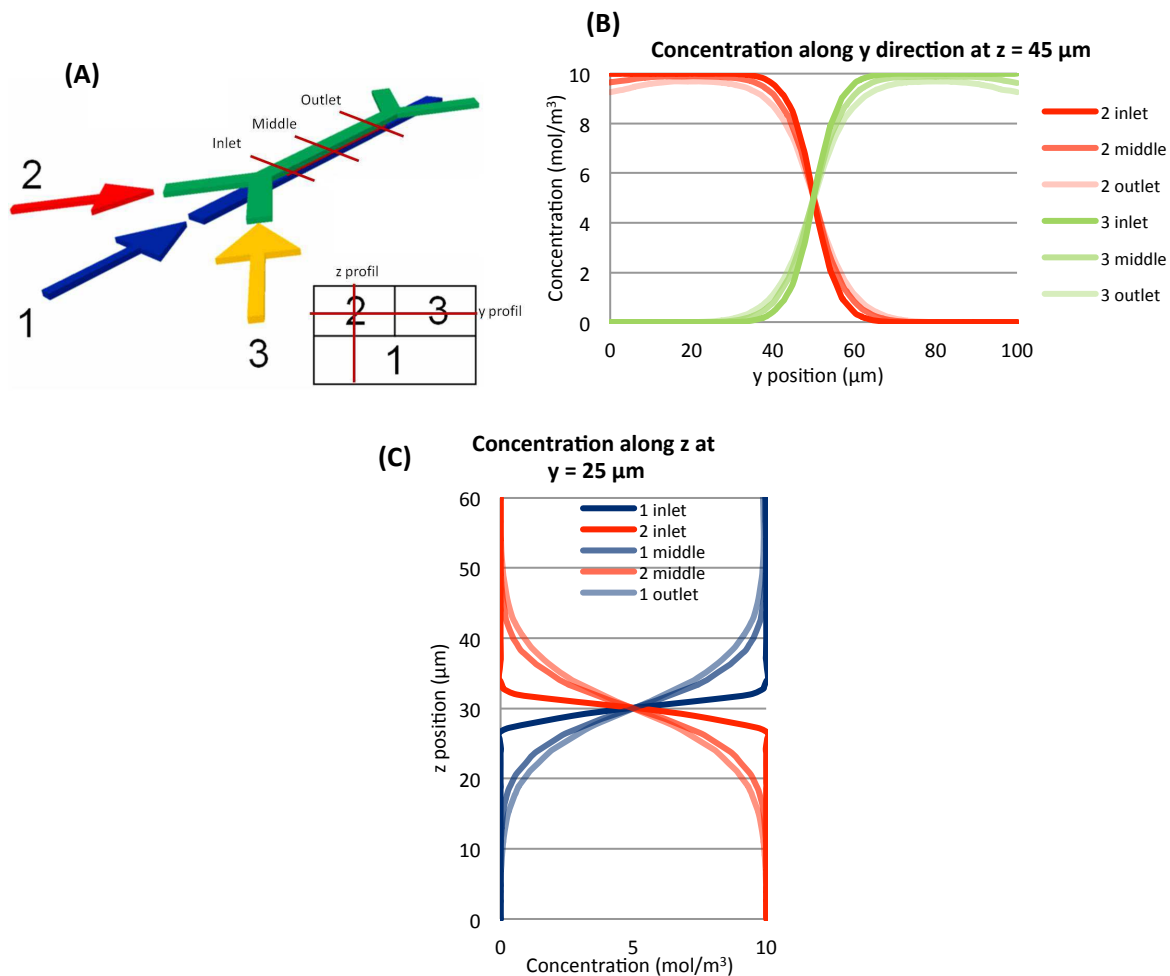 (A)
Outlet
Middle
Inlet
2
1
3
z profil
2
3
y profil
1
(B)
Concentration along y direction at z = 45 μm
Concentration (mol/m³)
10
8
6
4
2
0
0
20
40
60
80
100
y position (μm)
2 inlet
2 middle
2 outlet
3 inlet
3 middle
3 outlet
(C)
Concentration along z at
y = 25 μm
z position (μm)
60
50
40
30
20
10
0
1 inlet
2 inlet
1 middle
2 middle
1 outlet
0
5
10
Concentration (mol/m³)